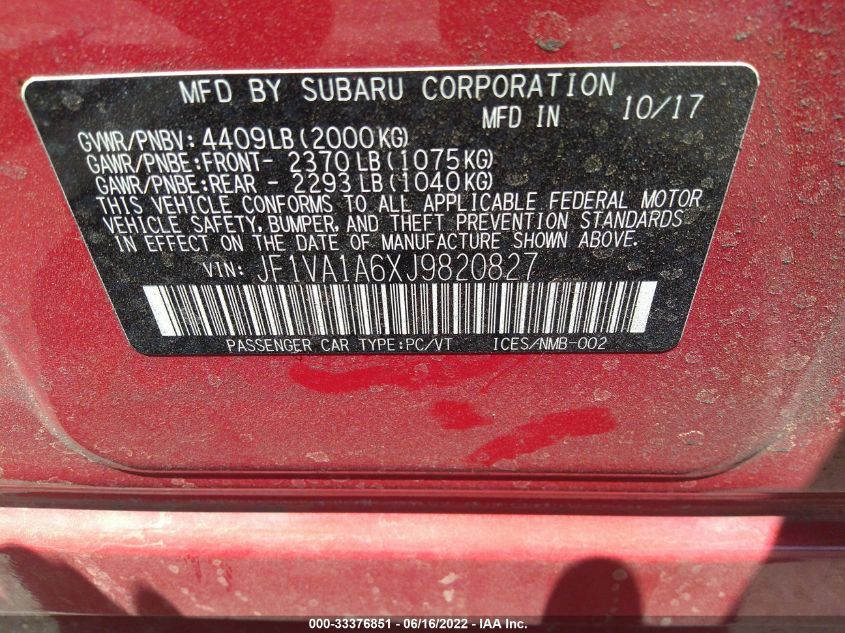 MFD BY SUBARU CORPORATION
MFD IN 10/17
GVWR/PNBV: 4409LB(2000KG)
GAWR/PNBE:FRONT- 2370LB(1075KG)
GAWR/PNBE:REAR - 2293LB(1040KG)
THIS VEHICLE CONFORMS TO ALL APPLICABLE FEDERAL MOTOR
VEHICLE SAFETY, BUMPER, AND THEFT PREVENTION STANDARDS
IN EFFECT ON THE DATE OF MANUFACTURE SHOWN ABOVE.
VIN: JF1VA1A6XJ9820827
PASSENGER CAR TYPE:PC/VT ICES/NMB-002
000-33376851 - 06/16/2022 - IAA Inc.